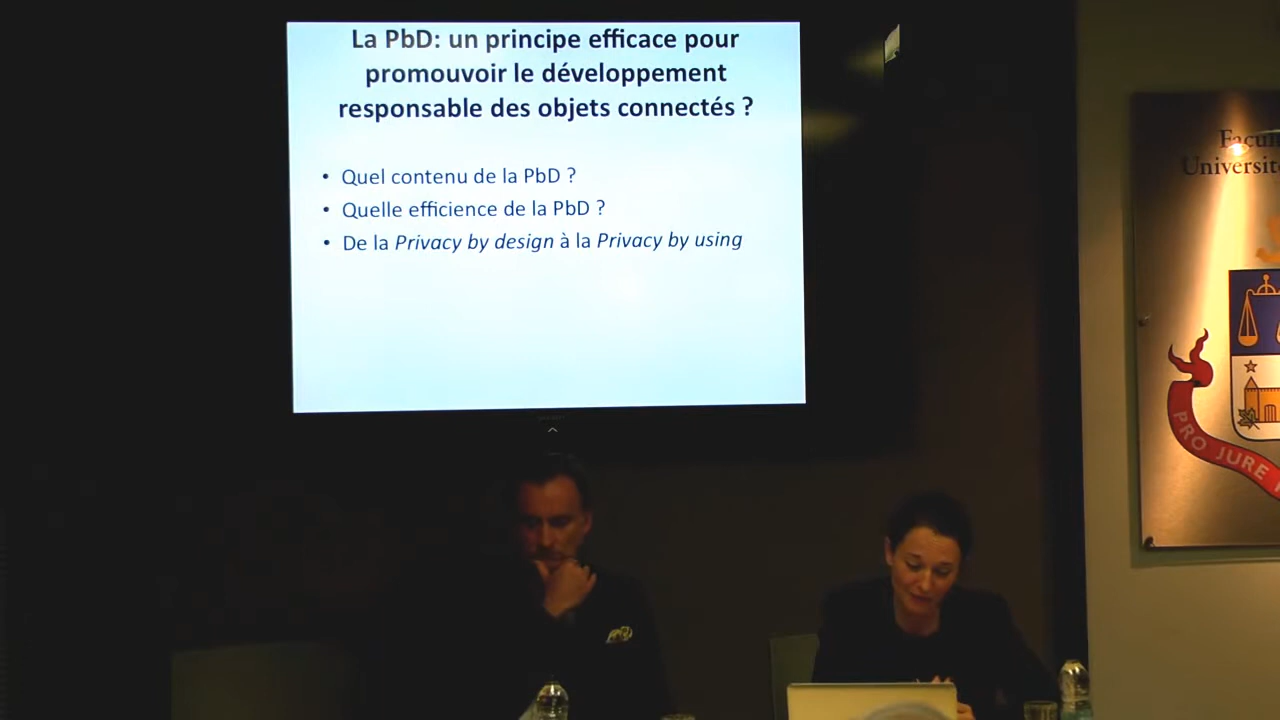 La PbD: un principe efficace pour
promouvoir le développement
responsable des objets connectés ?
• Quel contenu de la PbD ?
• Quelle efficience de la PbD ?
• De la Privacy by design à la Privacy by using
PRO JURE